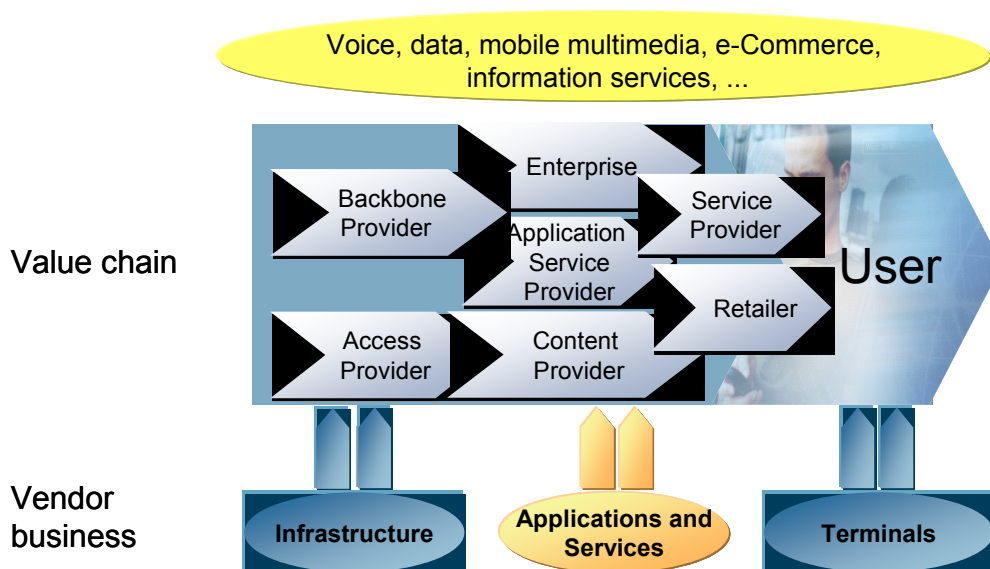 Voice, data, mobile multimedia, e-Commerce,
information services, ...
Value chain
Enterprise
Backbone
Provider
Service
Provider
Application
Service
Provider
User
Retailer
Access
Provider
Content
Provider
Vendor
business
Infrastructure
Applications and
Services
Terminals